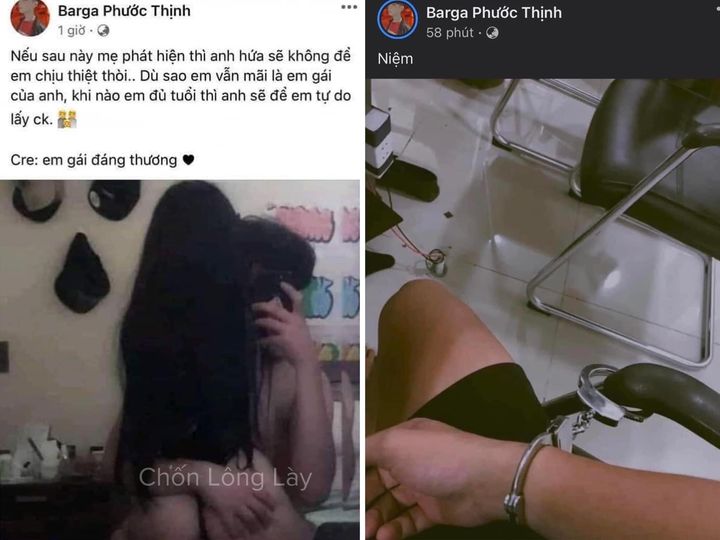 Barga Phước Thịnh
1 giờ ·
Nếu sau này mẹ phát hiện thì anh hứa sẽ không để
em chịu thiệt thòi.. Dù sao em vẫn mãi là em gái
của anh, khi nào em đủ tuổi thì anh sẽ để em tự do
lấy ck.
Cre: em gái đáng thương 🖤
Chốn Lông Lày
Barga Phước Thịnh
58 phút ·
Niệm